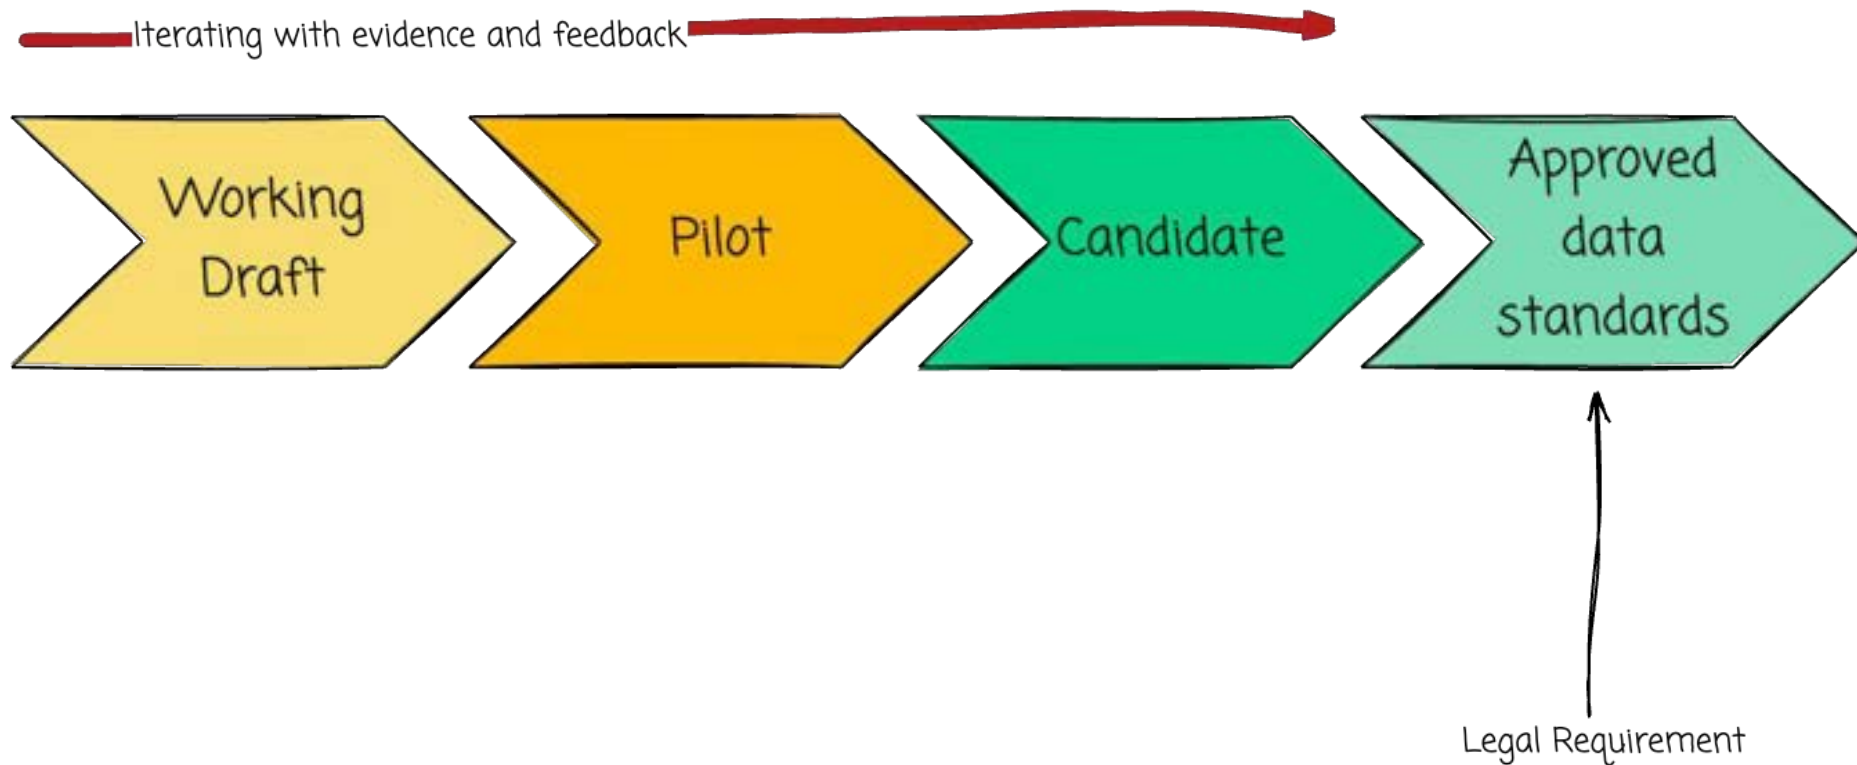 Iterating with evidence and feedback
Working
Draft
Pilot
Candidate
Approved
data
standards
Legal Requirement